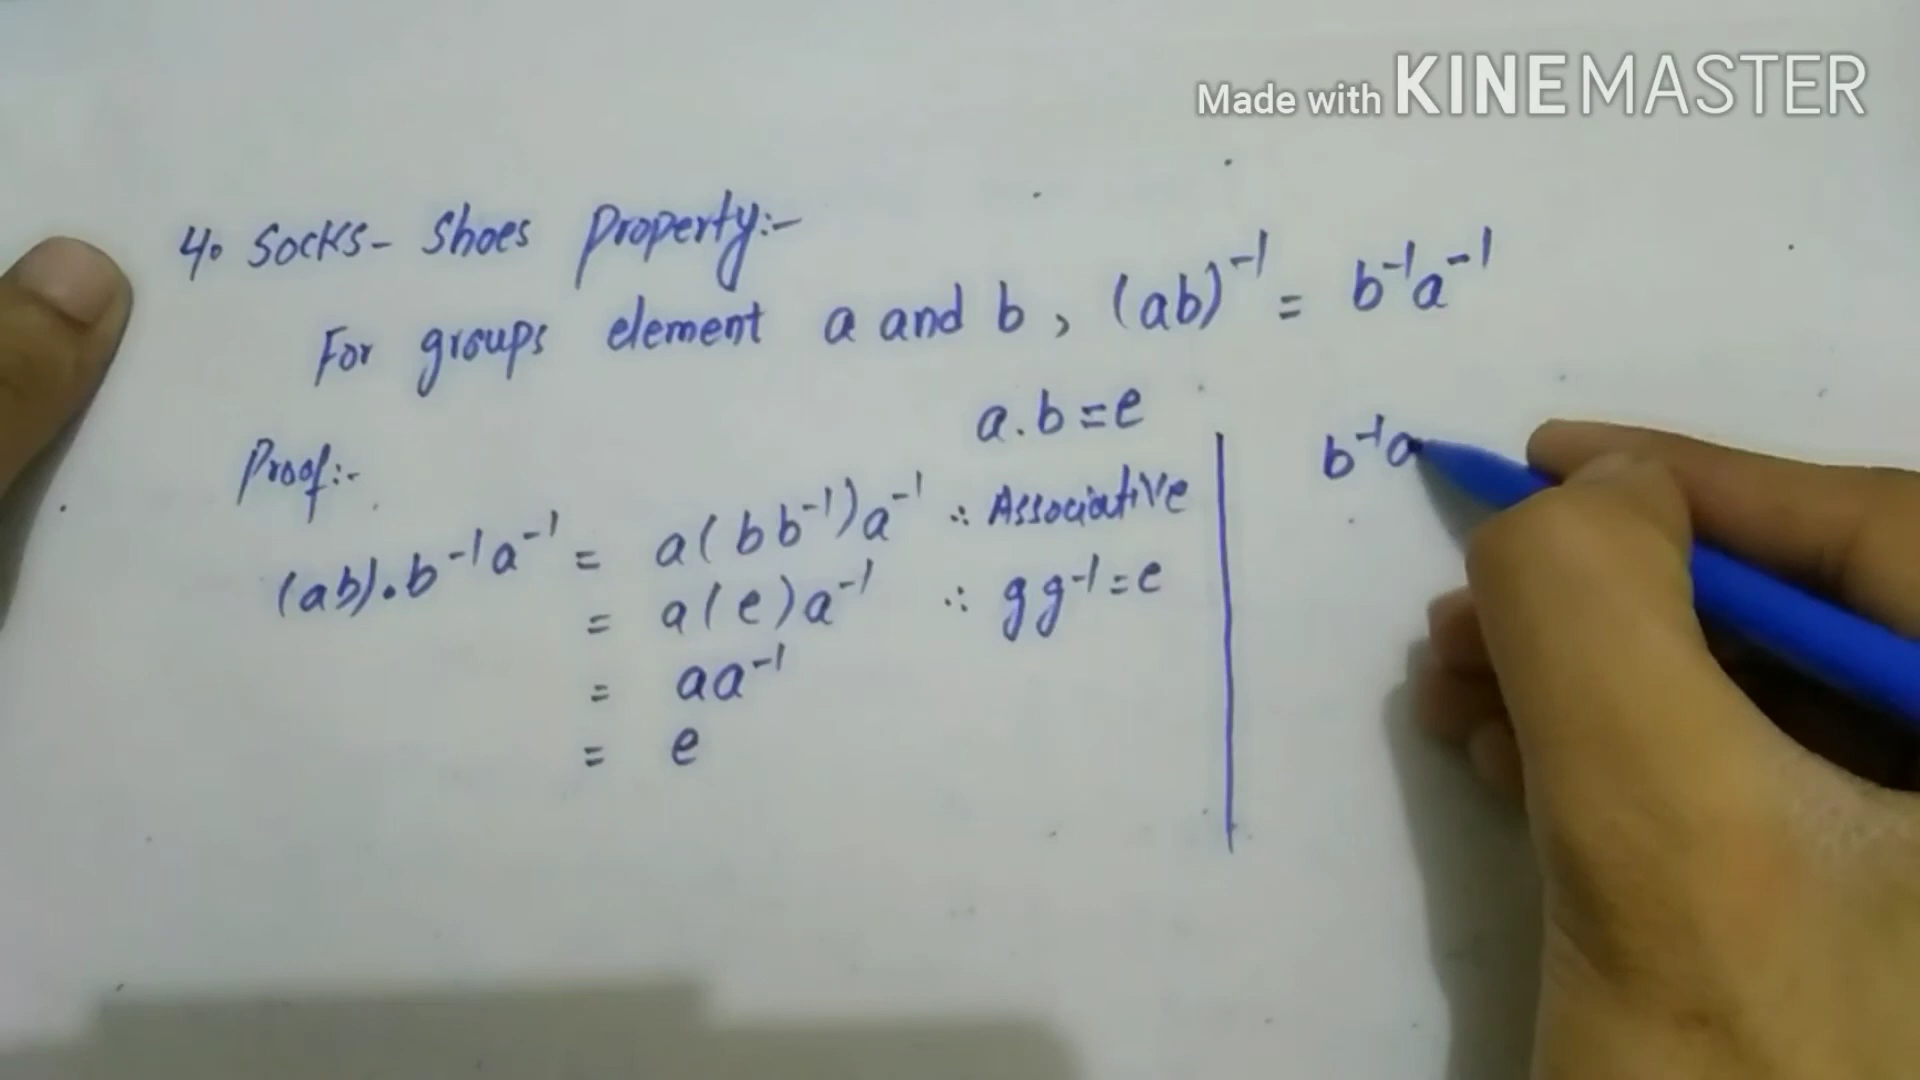 Made with KINEMASTER
4. Socks- Shoes Property:-
For groups element a and b, (ab)⁻¹ = b⁻¹a⁻¹
Proof:-
a.b=e
(ab).b⁻¹a⁻¹ = a(bb⁻¹)a⁻¹ ∴ Associative
= a(e)a⁻¹ ∴ gg⁻¹=e
= aa⁻¹
= e
b⁻¹a